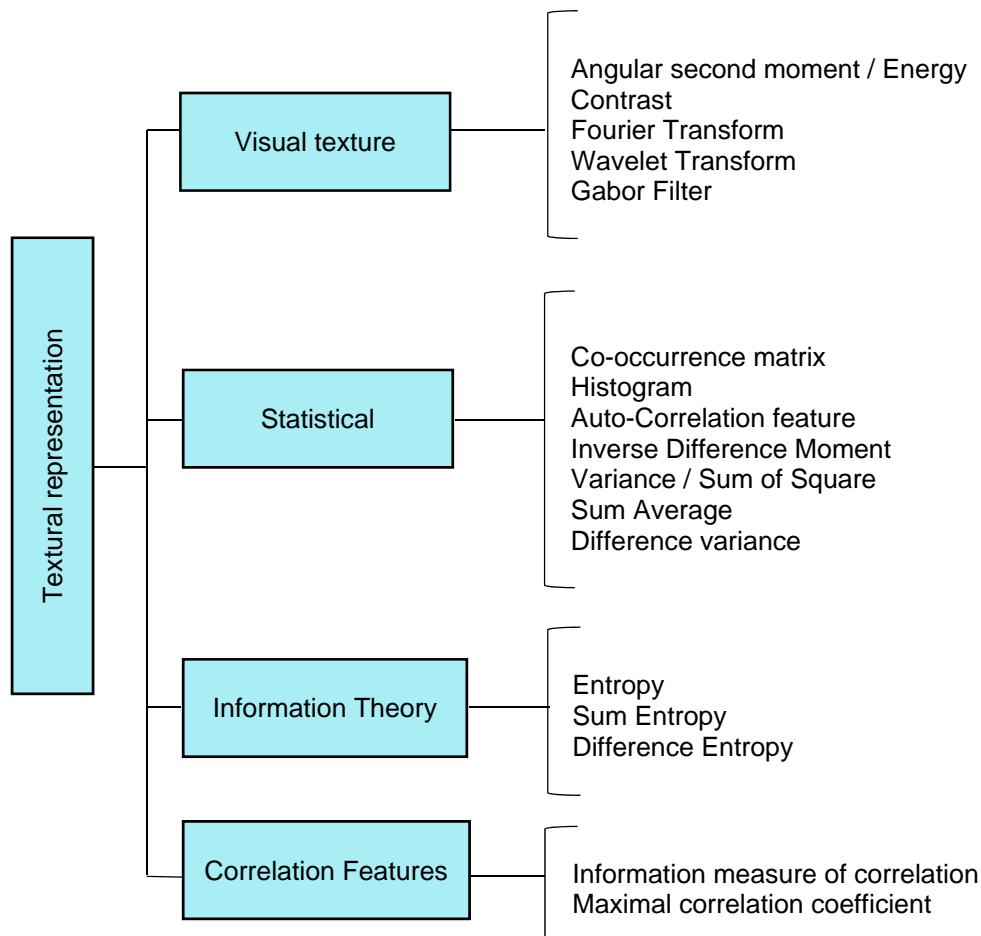 Textural representation
Visual texture
Angular second moment / Energy
Contrast
Fourier Transform
Wavelet Transform
Gabor Filter
Statistical
Co-occurrence matrix
Histogram
Auto-Correlation feature
Inverse Difference Moment
Variance / Sum of Square
Sum Average
Difference variance
Information Theory
Entropy
Sum Entropy
Difference Entropy
Correlation Features
Information measure of correlation
Maximal correlation coefficient